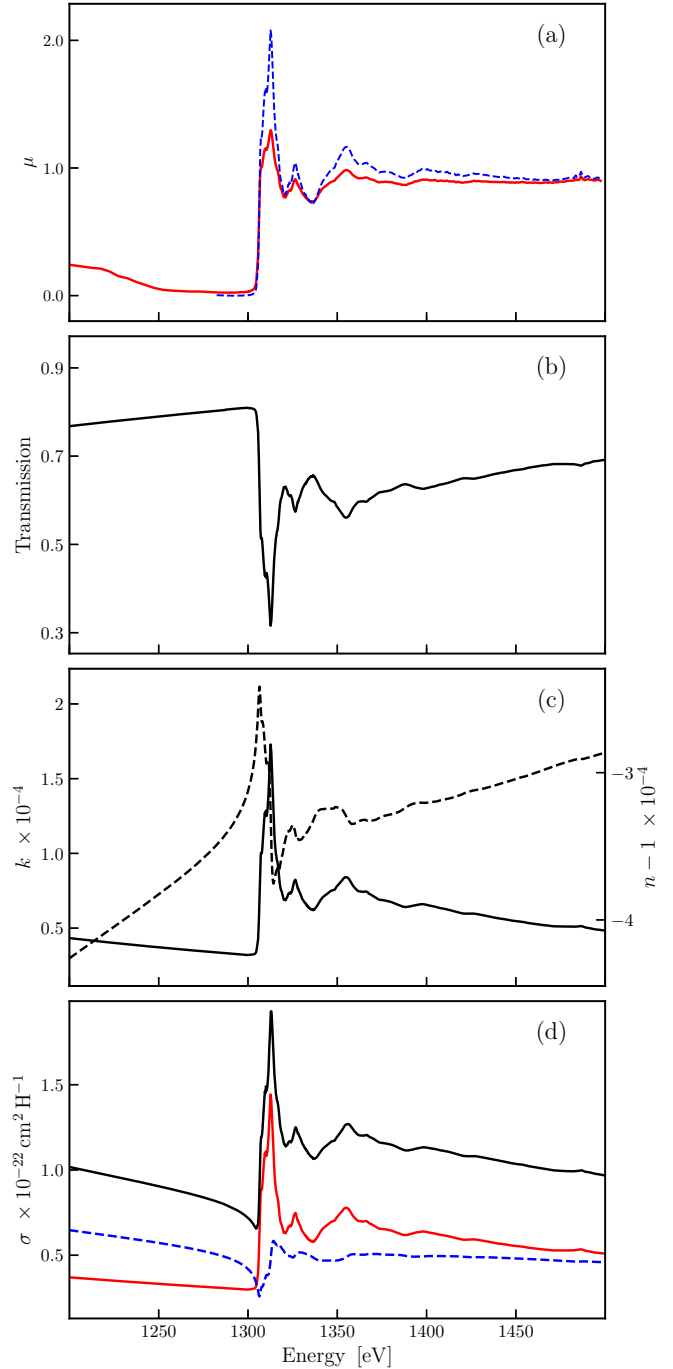 (a)
2.0
1.0
0.0
μ
(b)
0.9
0.7
0.5
0.3
Transmission
(c)
2
1.5
1.0
0.5
k ×10⁻⁴
−3
−4
n − 1 ×10⁻⁴
(d)
1.5
1.0
0.5
σ ×10⁻²² cm² H⁻¹
1250 1300 1350 1400 1450
Energy [eV]